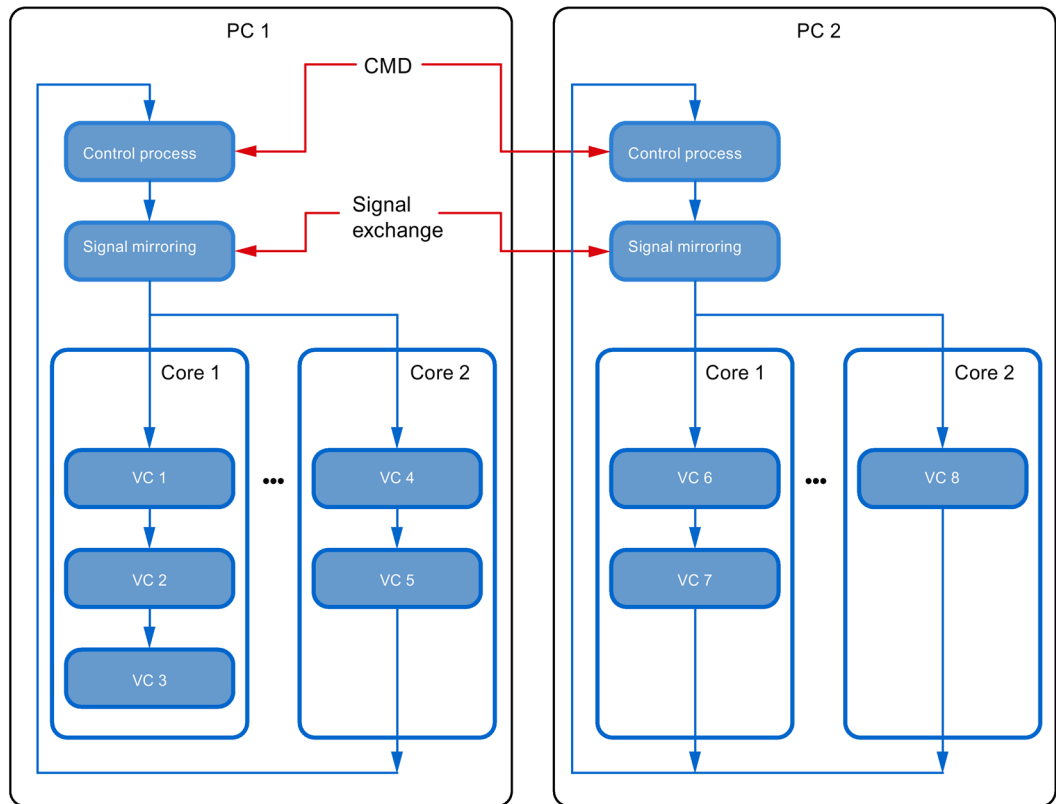 PC 1
PC 2
CMD
Control process
Control process
Signal
exchange
Signal mirroring
Signal mirroring
Core 1
Core 2
Core 1
Core 2
VC 1
VC 4
VC 6
VC 8
VC 2
VC 5
VC 7
VC 3